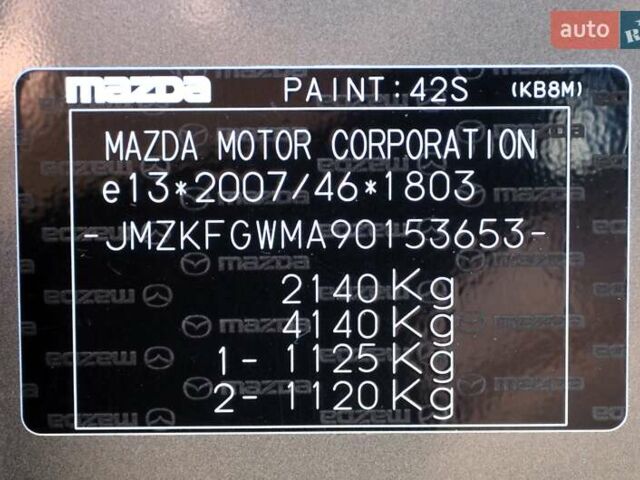 auto R
mazda PAINT:42S (KB8M)
MAZDA MOTOR CORPORATION
e13*2007/46*1803
-JMZKFGWMA90153653-
2140Kg
4140Kg
1- 1125Kg
2- 1120Kg